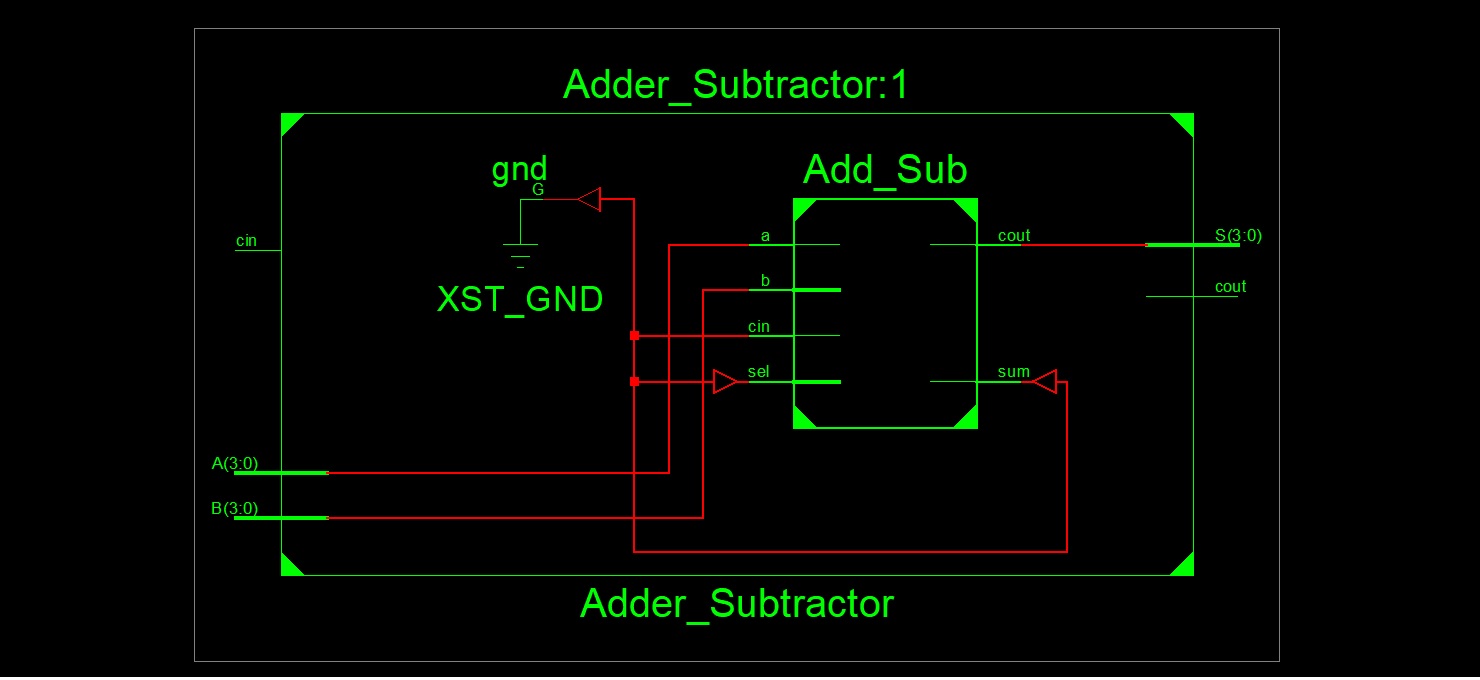 Adder_Subtractor:1
gnd
G
XST_GND
Add_Sub
a
b
cin
sel
cout
sum
cin
A(3:0)
B(3:0)
S(3:0)
cout
Adder_Subtractor